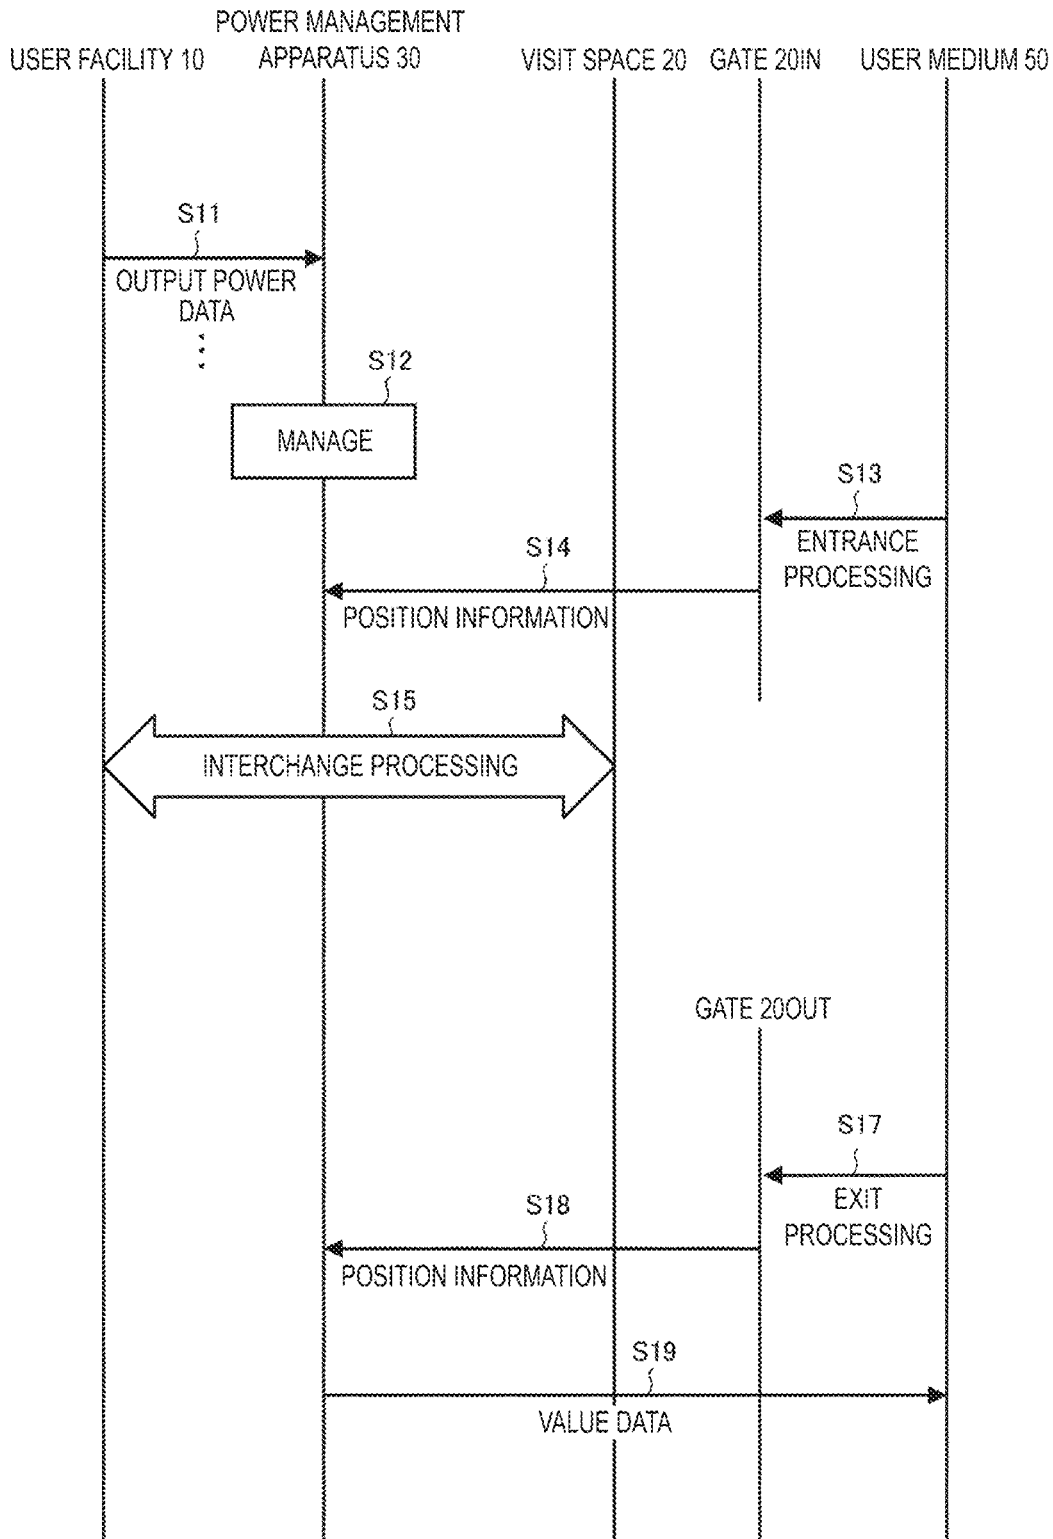 POWER MANAGEMENT
USER FACILITY 10
APPARATUS 30
VISIT SPACE 20
GATE 20IN
USER MEDIUM 50
S11
OUTPUT POWER
DATA
S12
MANAGE
S13
ENTRANCE
PROCESSING
S14
POSITION INFORMATION
S15
INTERCHANGE PROCESSING
GATE 20OUT
S17
EXIT
PROCESSING
S18
POSITION INFORMATION
S19
VALUE DATA